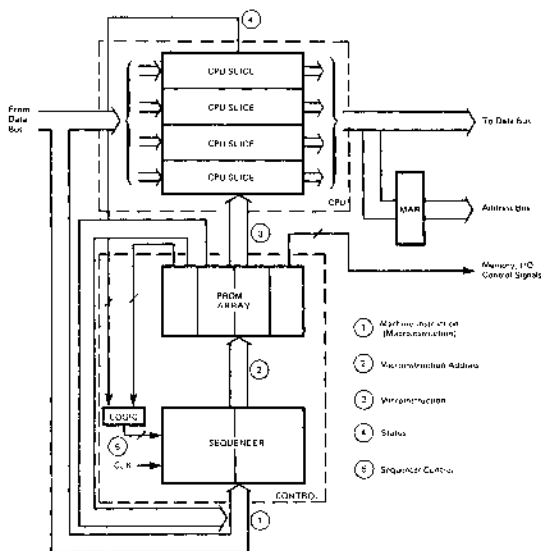 4
CPU SLICE
CPU SLICE
CPU SLICE
CPU SLICE
From
Data
Bus
To Data Bus
CPU
MAR
Address Bus
3
Memory, I/O
Control Signals
PROM
ARRAY
1 Machine Instruction
(Macroinstruction)
2 Microinstruction Address
2
3 Microinstruction
LOGIC
SEQUENCER
4 Status
5
5 Sequencer Control
CLK
CONTROL
1